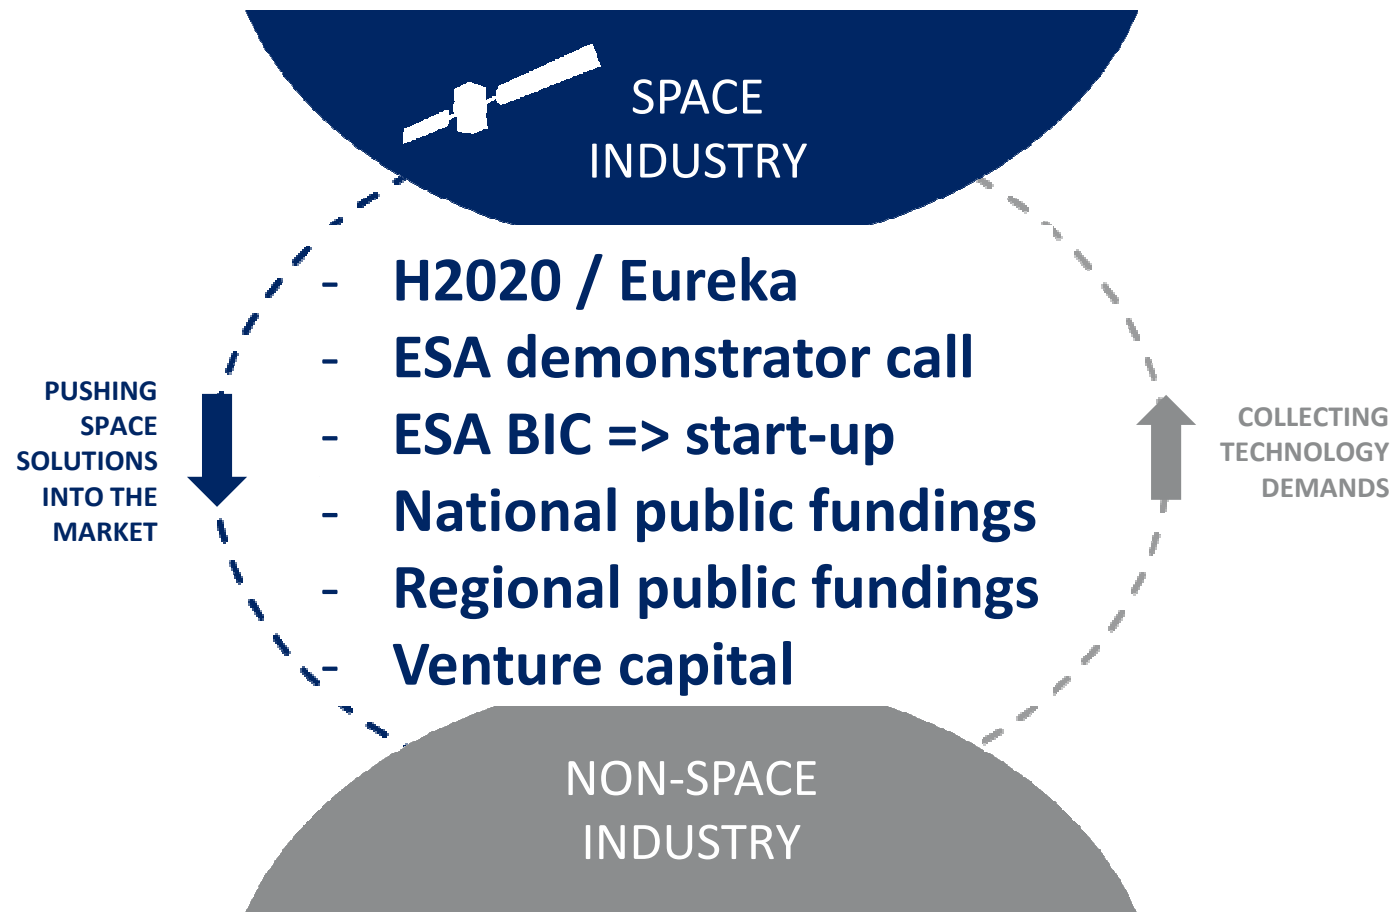 SPACE
INDUSTRY
- H2020 / Eureka
- ESA demonstrator call
- ESA BIC => start-up
- National public fundings
- Regional public fundings
- Venture capital
PUSHING
SPACE
SOLUTIONS
INTO THE
MARKET
COLLECTING
TECHNOLOGY
DEMANDS
NON-SPACE
INDUSTRY